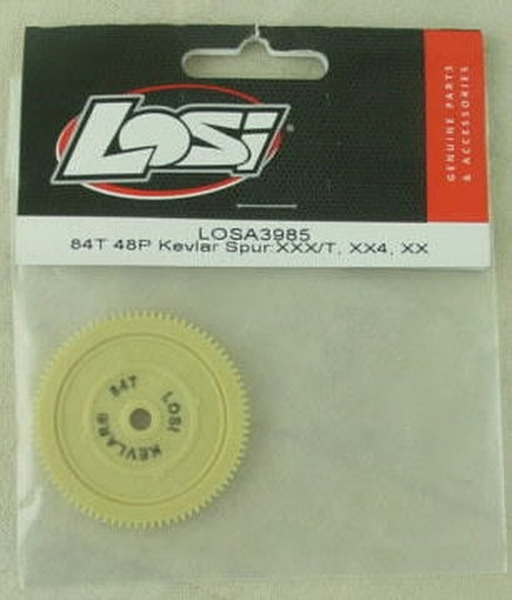 Losi
GENUINE PARTS
& ACCESSORIES
LOSA3985
84T 48P Kevlar Spur:XXX/T, XX4, XX
84T
LOSI
KEVLAR®